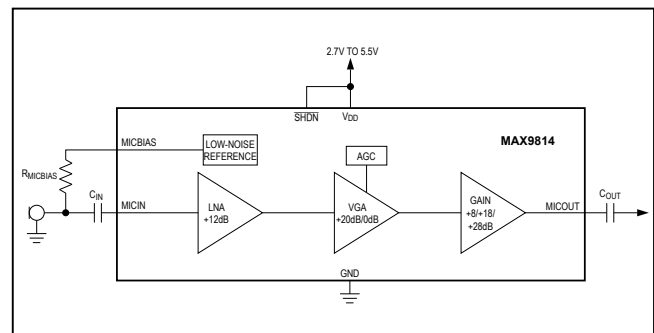 2.7V TO 5.5V
SHDN
VDD
MAX9814
MICBIAS
LOW-NOISE
REFERENCE
AGC
RMICBIAS
CIN
MICIN
LNA
+12dB
VGA
+20dB/0dB
GAIN
+8/+18/
+28dB
MICOUT
COUT
GND